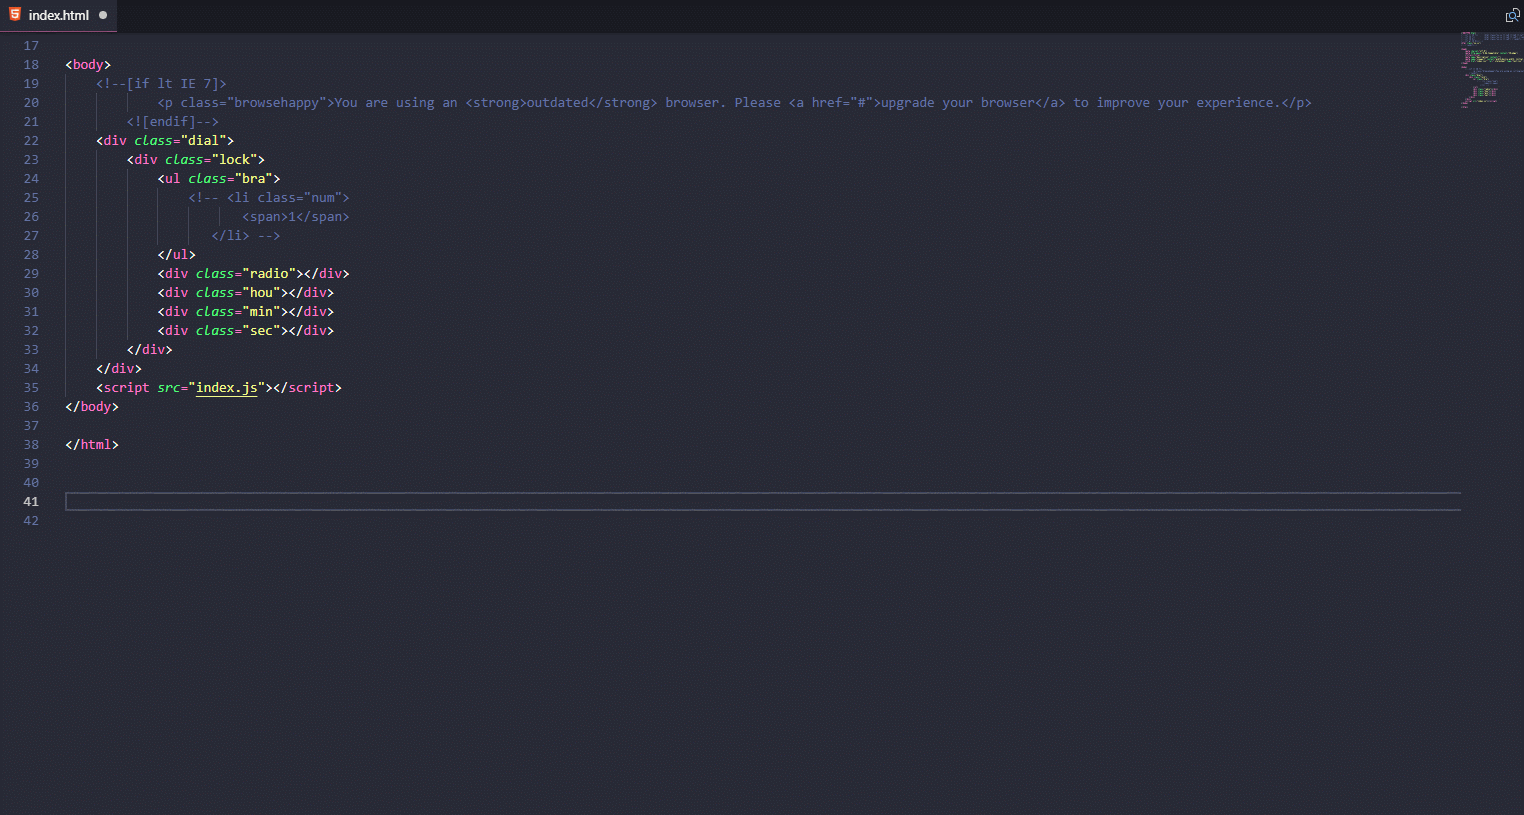 index.html
17
18 <body>
19 <!--[if lt IE 7]>
20 <p class="browsehappy">You are using an <strong>outdated</strong> browser. Please <a href="#">upgrade your browser</a> to improve your experience.</p>
21 <![endif]-->
22 <div class="dial">
23 <div class="lock">
24 <ul class="bra">
25 <!-- <li class="num">
26 <span>1</span>
27 </li> -->
28 </ul>
29 <div class="radio"></div>
30 <div class="hou"></div>
31 <div class="min"></div>
32 <div class="sec"></div>
33 </div>
34 </div>
35 <script src="index.js"></script>
36 </body>
37
38 </html>
39
40
41
42